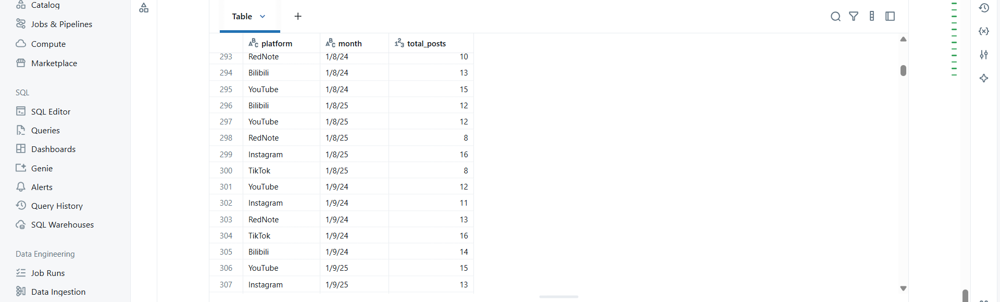 Catalog
Jobs & Pipelines
Compute
Marketplace
SQL
SQL Editor
Queries
Dashboards
Genie
Alerts
Query History
SQL Warehouses
Data Engineering
Job Runs
Data Ingestion
Table
platform month total_posts
293 RedNote 1/8/24 10
294 Bilibili 1/8/24 13
295 YouTube 1/8/24 15
296 Bilibili 1/8/25 12
297 YouTube 1/8/25 12
298 RedNote 1/8/25 8
299 Instagram 1/8/25 16
300 TikTok 1/8/25 8
301 YouTube 1/9/24 12
302 Instagram 1/9/24 11
303 RedNote 1/9/24 13
304 TikTok 1/9/24 16
305 Bilibili 1/9/24 14
306 YouTube 1/9/25 15
307 Instagram 1/9/25 13